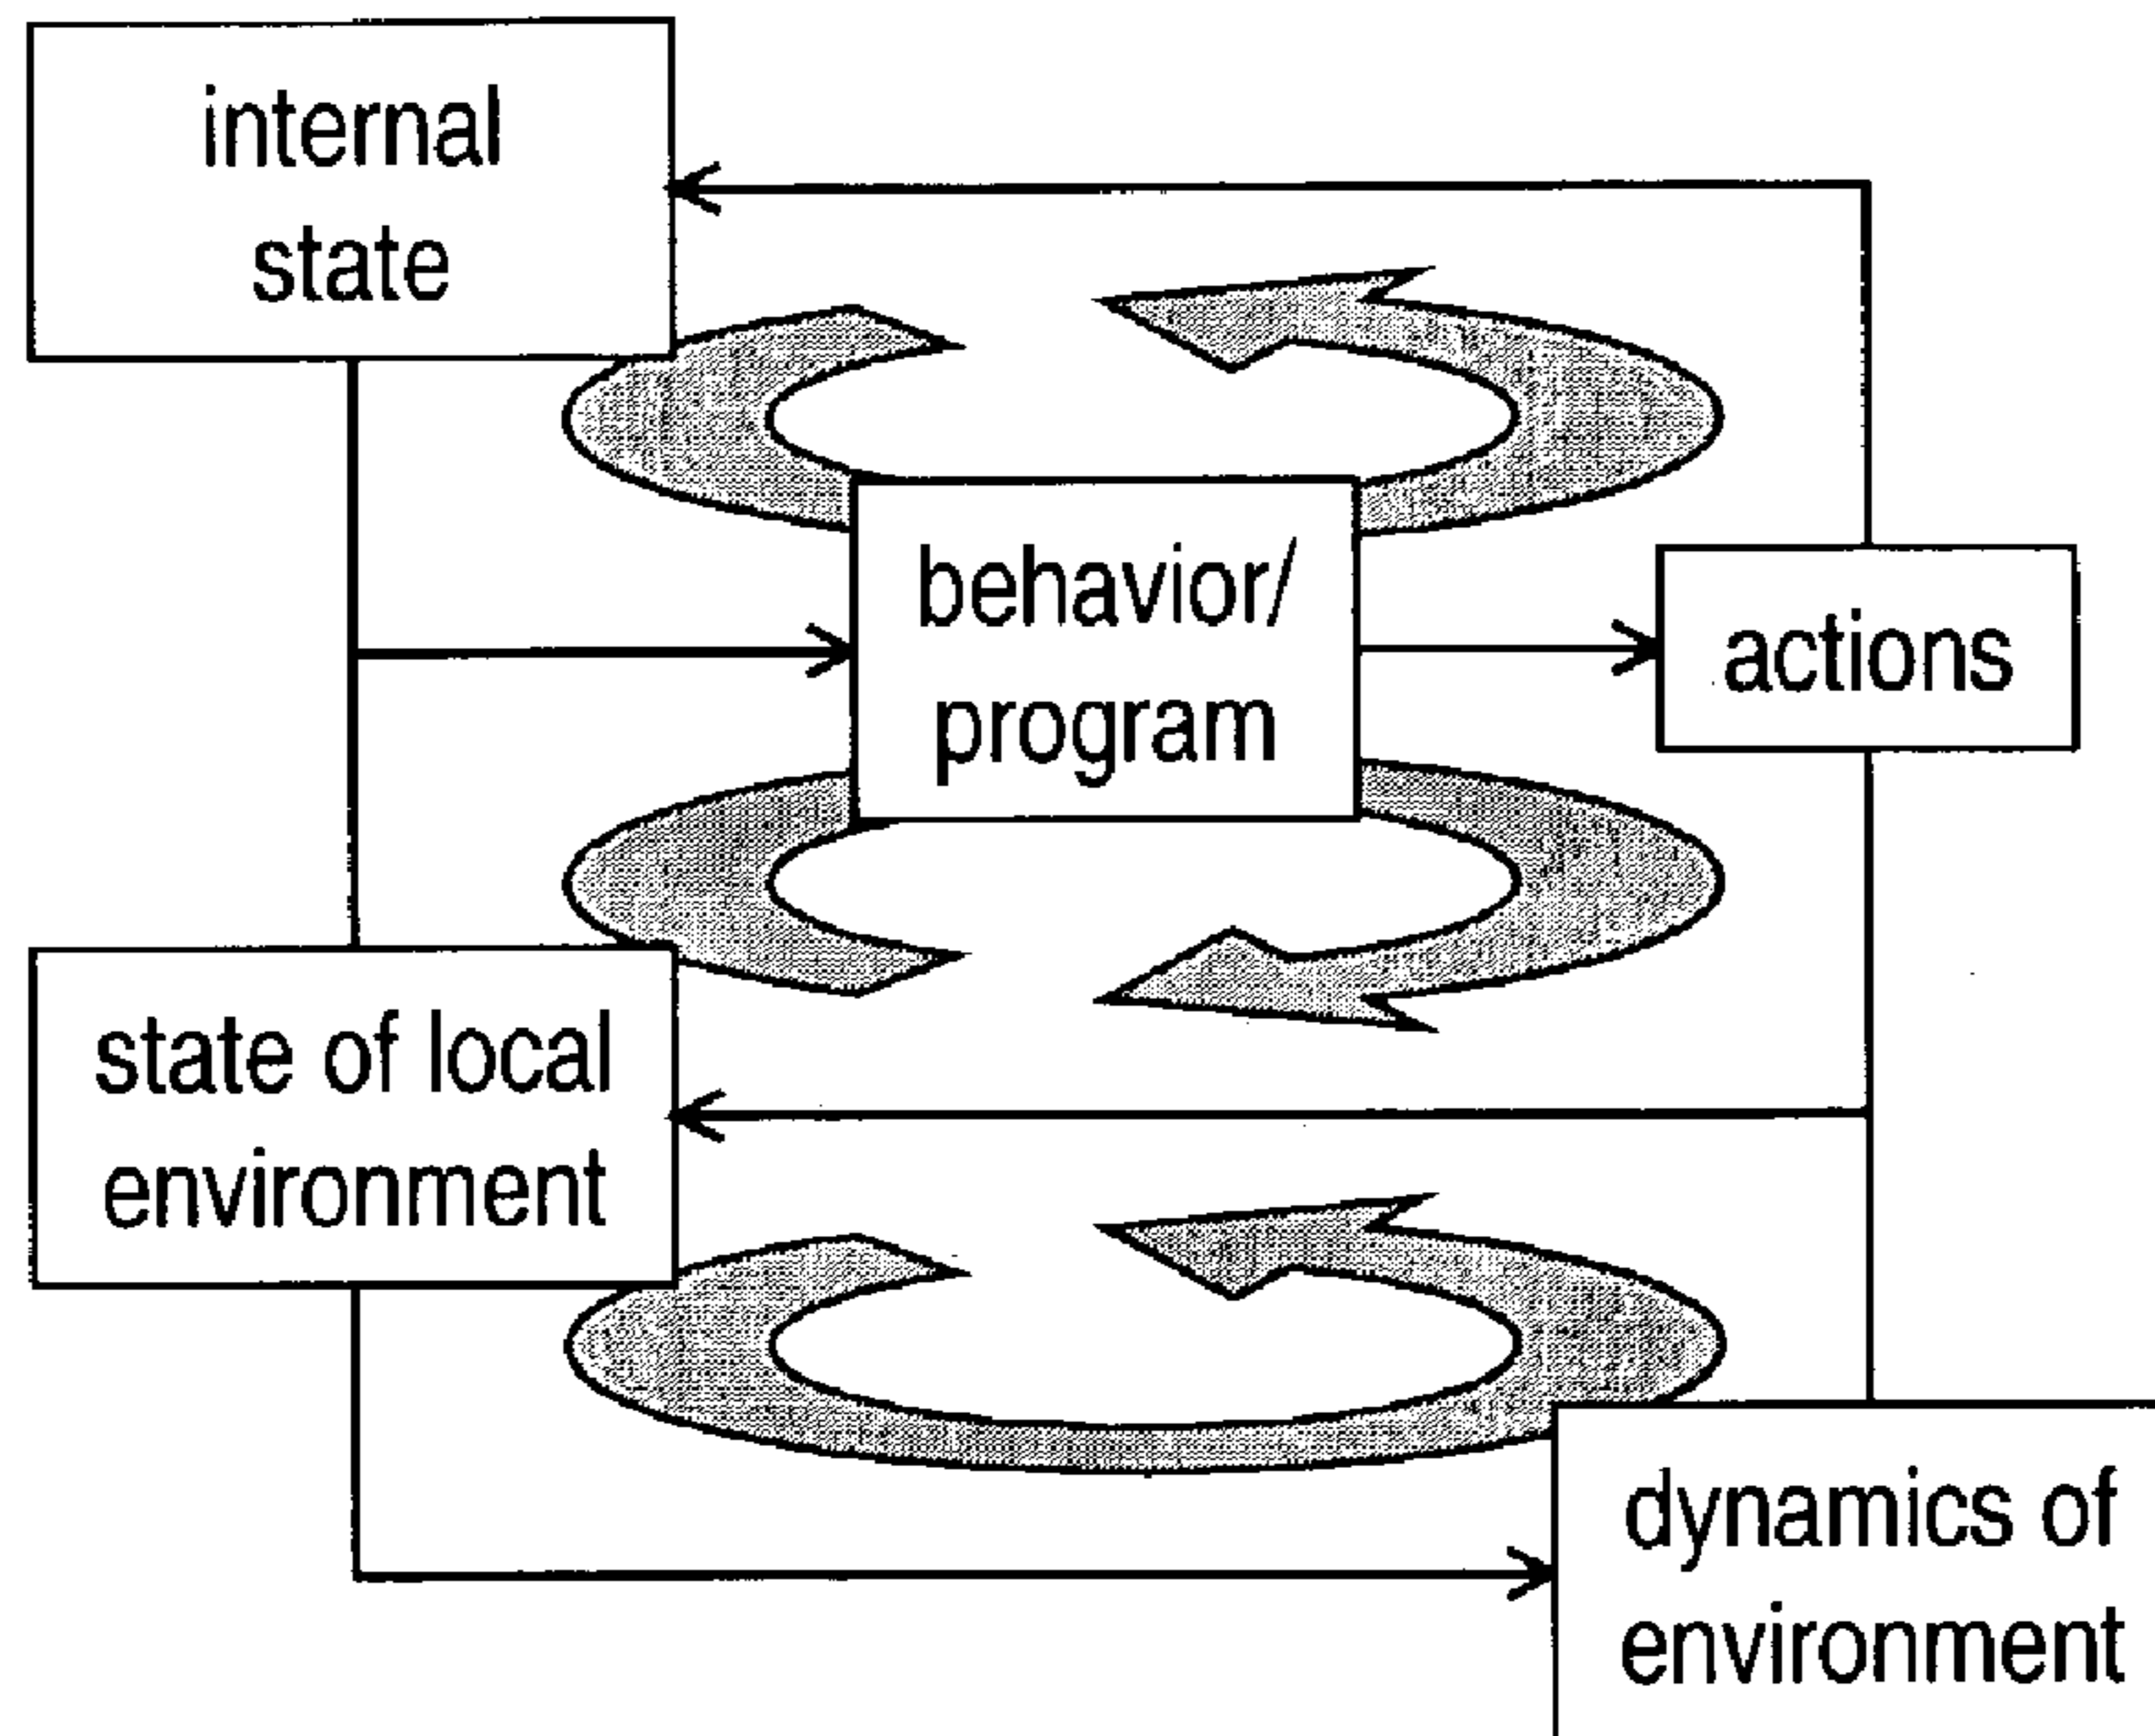 internal
state
behavior/
program
actions
state of local
environment
dynamics of
environment